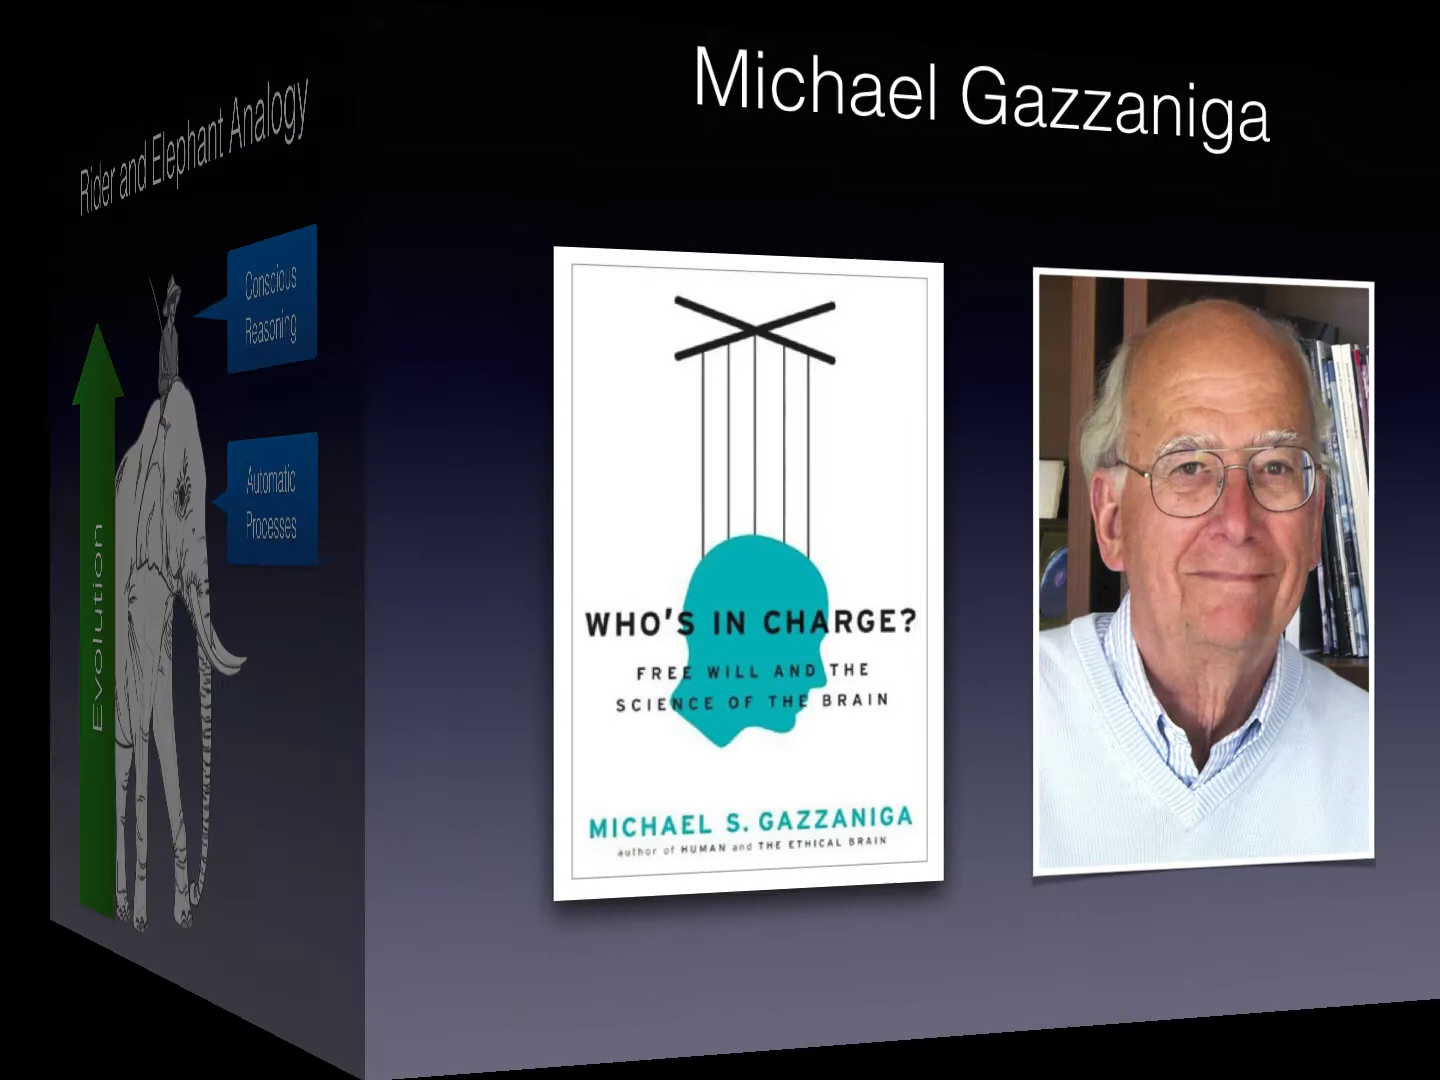 Rider and Elephant Analogy
Conscious
Reasoning
Automatic
Processes
Evolution
Michael Gazzaniga
WHO'S IN CHARGE?
FREE WILL AND THE
SCIENCE OF THE BRAIN
MICHAEL S. GAZZANIGA
author of HUMAN and THE ETHICAL BRAIN